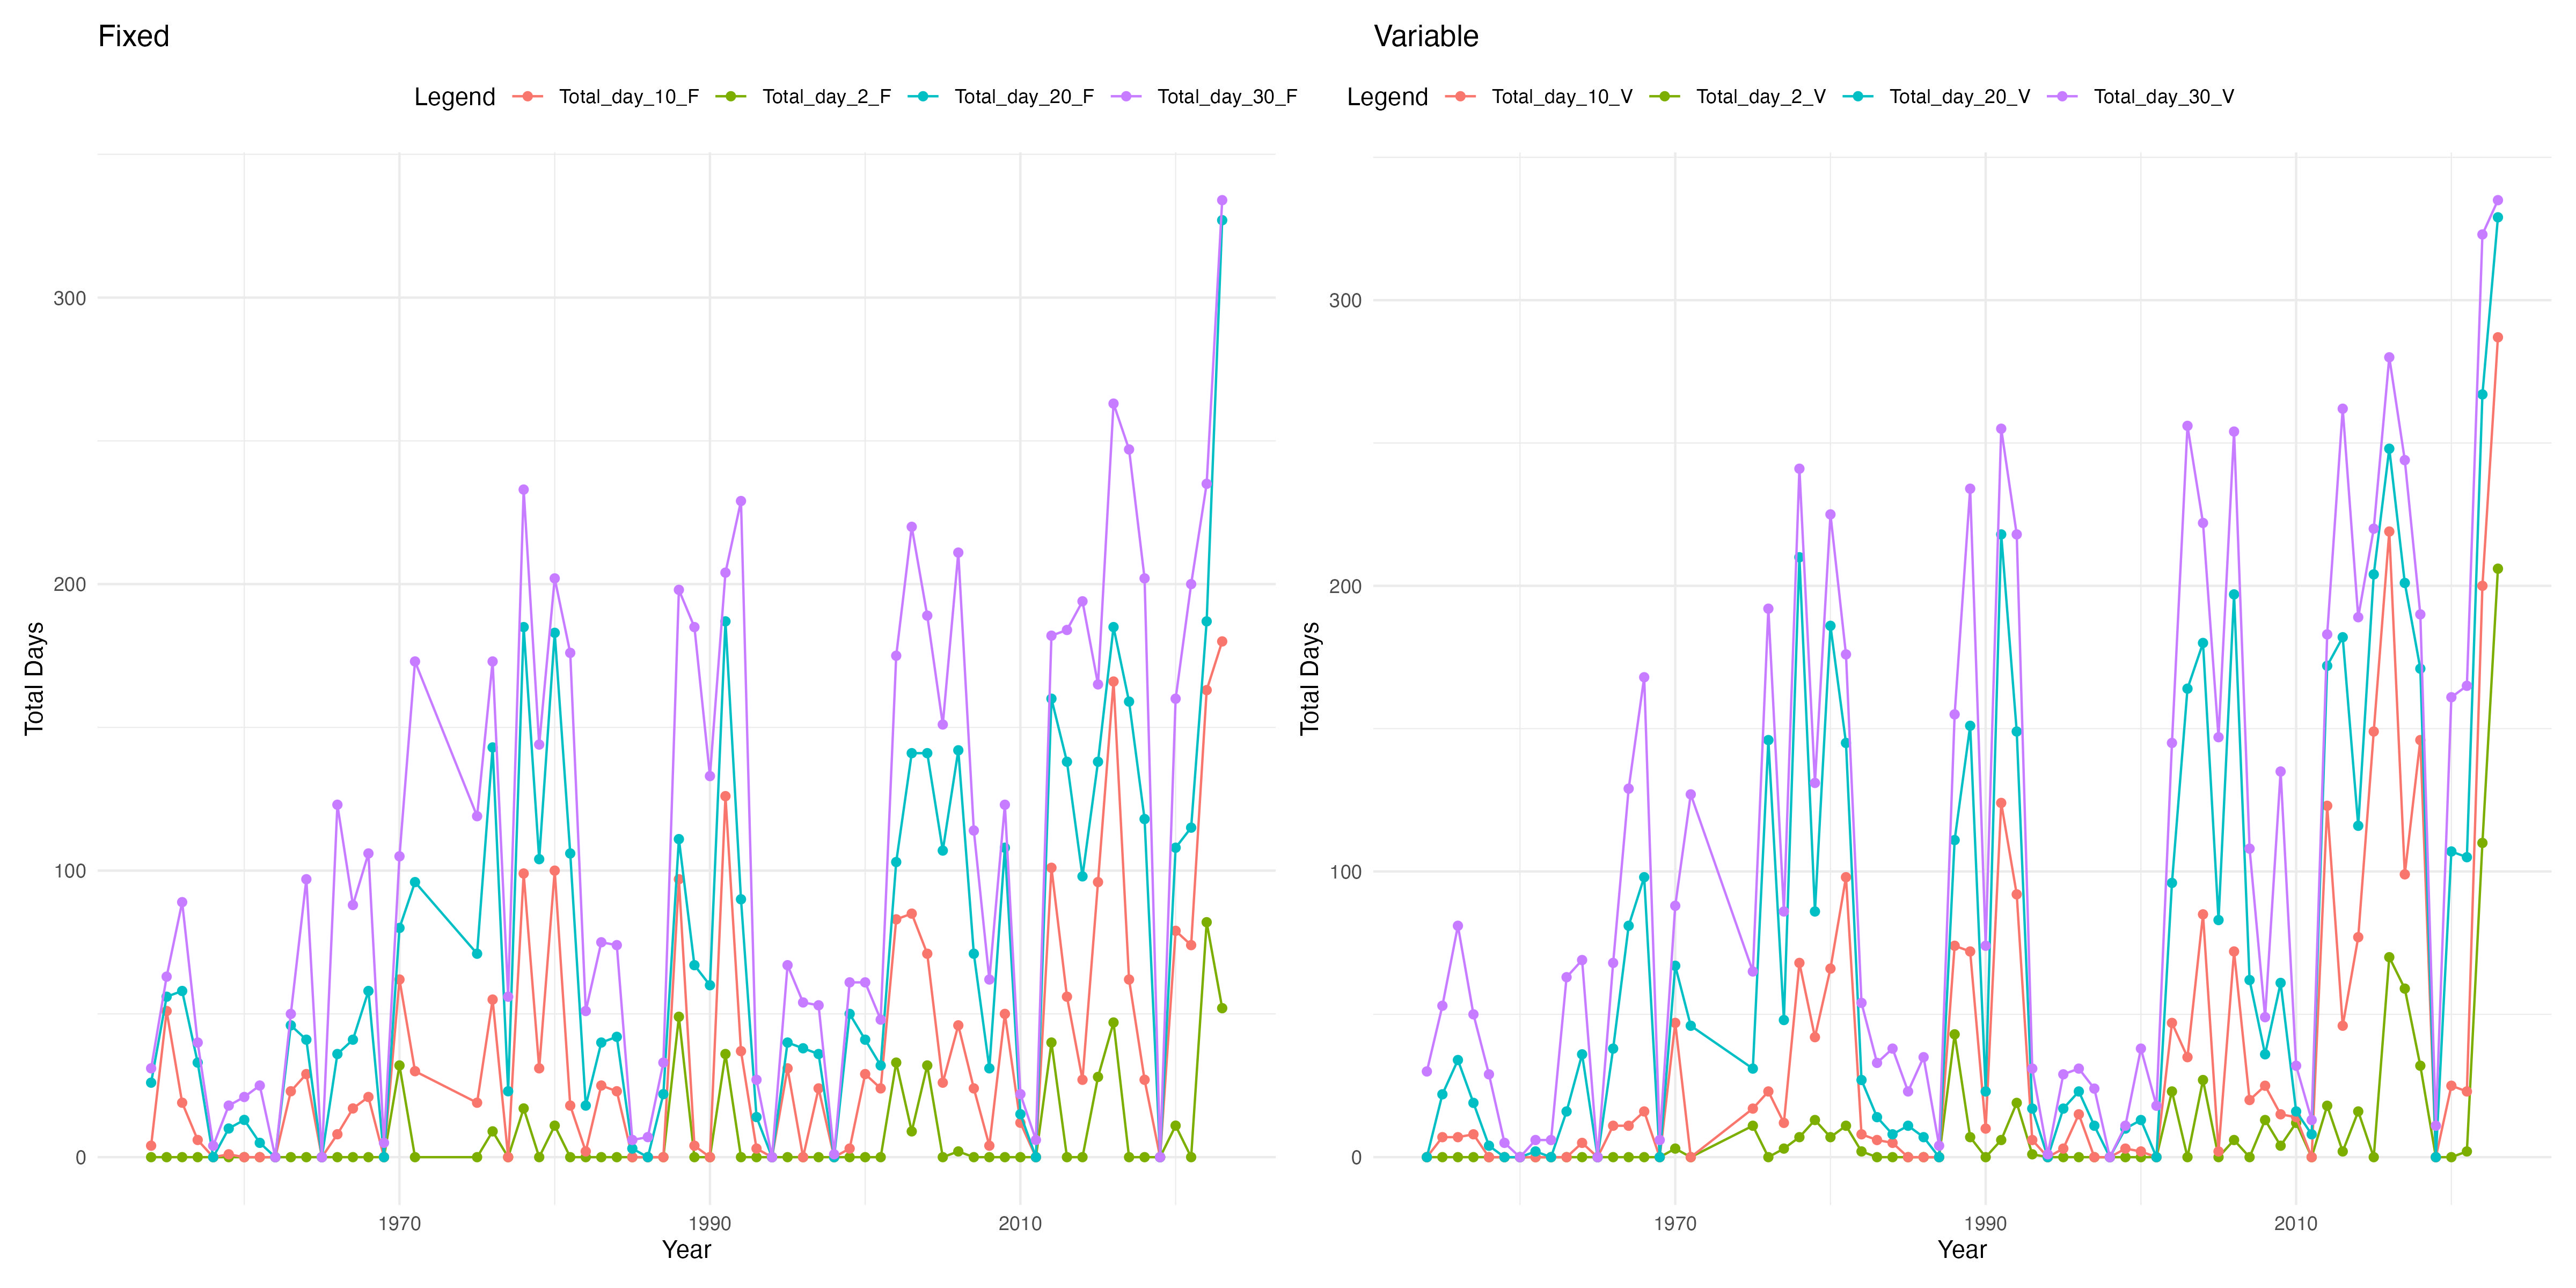 Fixed
Legend Total_day_10_F Total_day_2_F Total_day_20_F Total_day_30_F
Total Days
300
200
100
0
1970 1990 2010
Year
Variable
Legend Total_day_10_V Total_day_2_V Total_day_20_V Total_day_30_V
Total Days
300
200
100
0
1970 1990 2010
Year